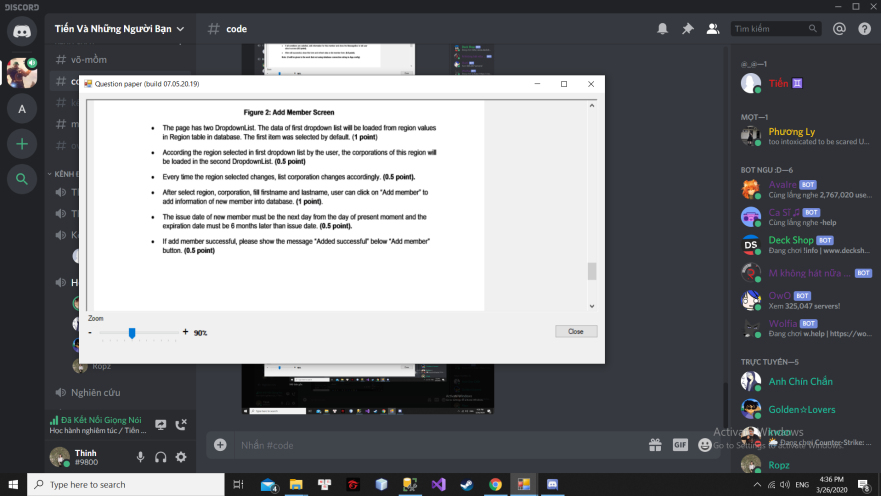 DISCORD
Tiến Và Những Người Bạn
# code
Tìm kiếm
võ-mồm
KÊNH
Ropz
Nghiên cứu
Đã Kết Nối Giọng Nói
Học hành nghiêm túc / Tiến ...
Thinh
#9800
Question paper (build 07.05.20.19)
Figure 2: Add Member Screen
• The page has two DropdownList. The data of first dropdown list will be loaded from region values
in Region table in database. The first item was selected by default. (1 point)
• According the region selected in first dropdown list by the user, the corporations of this region will
be loaded in the second DropdownList. (0.5 point)
• Every time the region selected changes, list corporation changes accordingly. (0.5 point).
• After select region, corporation, fill firstname and lastname, user can click on “Add member” to
add information of new member into database. (1 point).
• The issue date of new member must be the next day from the day of present moment and the
expiration date must be 6 months later than issue date. (0.5 point).
• If add member successful, please show the message “Added successful” below “Add member”
button. (0.5 point)
Zoom
- + 90%
Close
Nhắn #code
GIF
@_@—1
Tiến
MỌT—1
Phương Ly
too intoxicated to be scared U...
BOT NGU :D—6
Avaire BOT
Cùng lắng nghe 2,767,020 use...
Ca Sĩ BOT
Cùng lắng nghe -help
Deck Shop BOT
Đang chơi !info | www.decksh...
M không hát nữa ... BOT
OwO BOT
Xem 325,047 servers!
Wolfia BOT
Đang chơi w.help | https://wo...
TRỰC TUYẾN—5
Anh Chín Chắn
Golden☆Lovers
Đang chơi Counter-Strike: ...
Ropz
Activate Windows
Go to Settings to activate Windows.
Type here to search
4
ENG
4:36 PM
3/26/2020
8